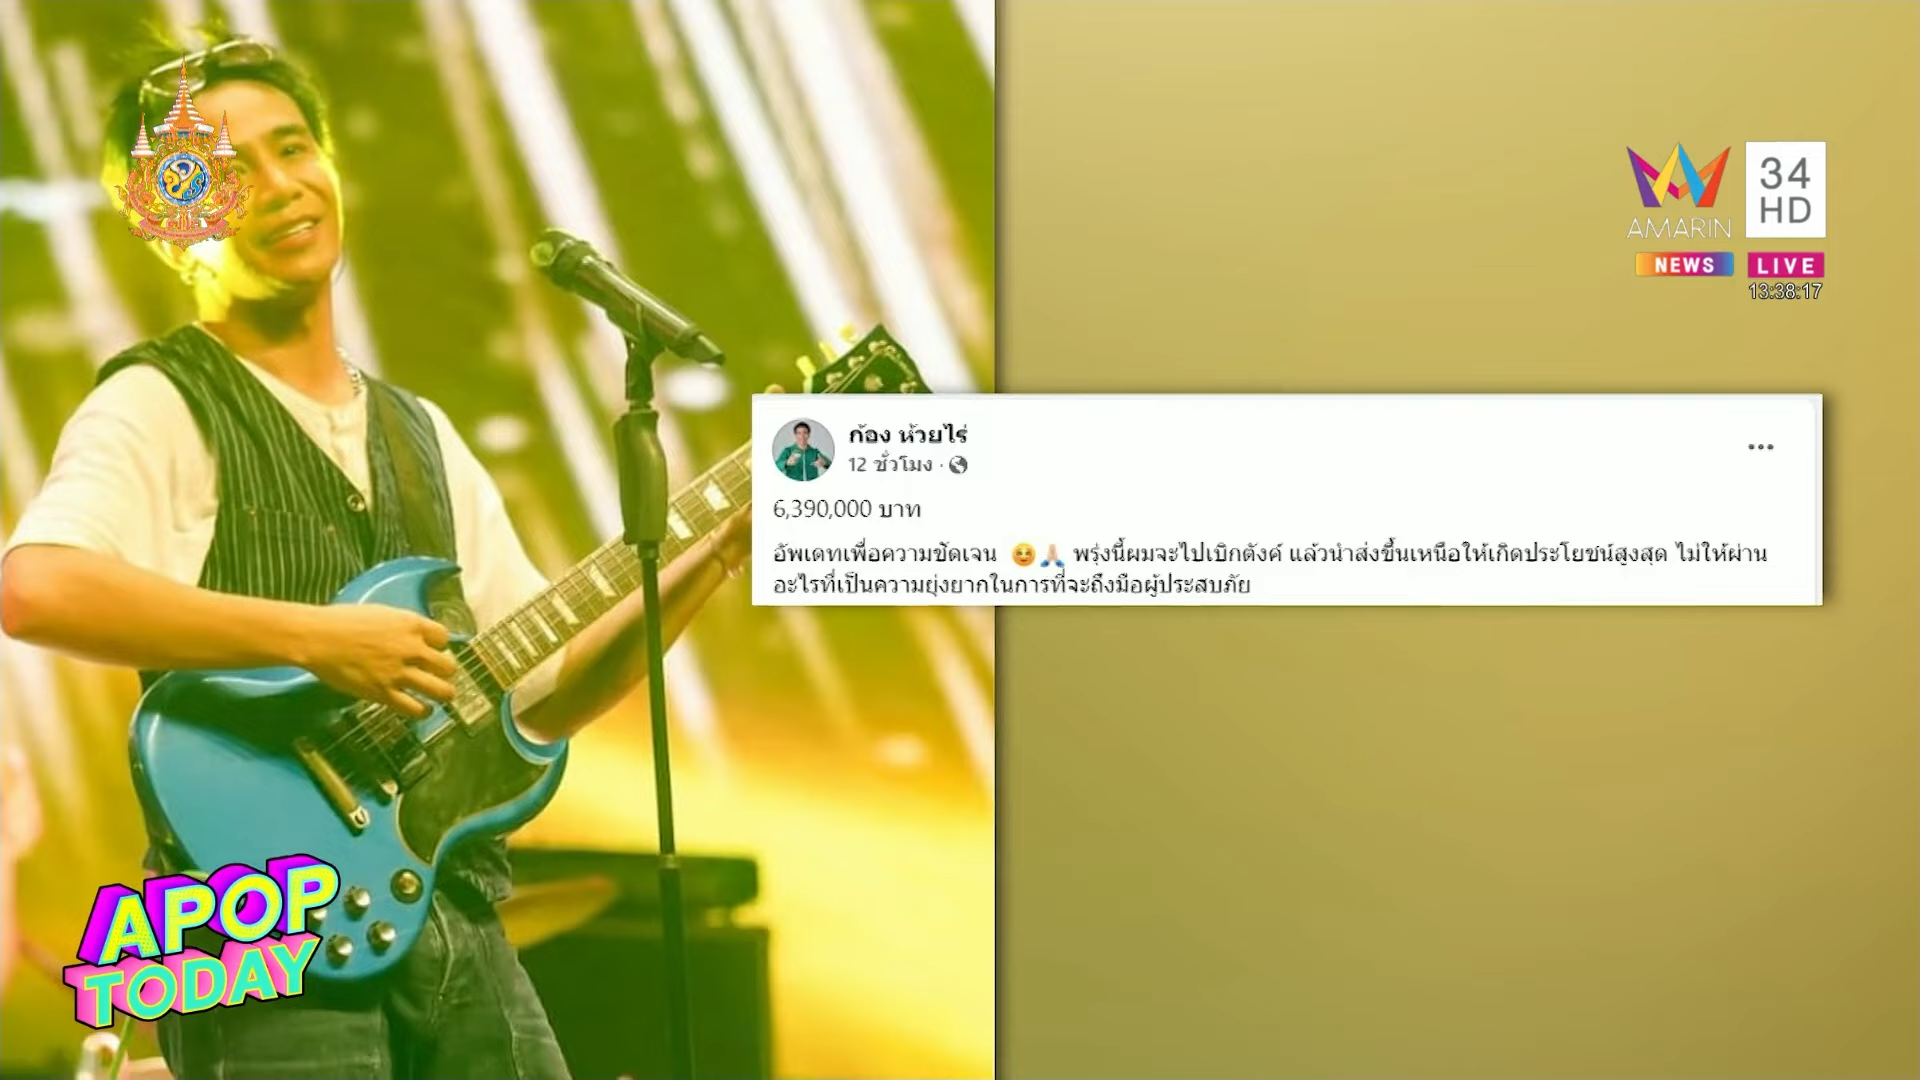 AMARIN
34
HD
NEWS
LIVE
13:38:17
ก้อง ห้วยไร่
12 ชั่วโมง ·
6,390,000 บาท
อัพเดทเพื่อความชัดเจน 😉🙏🏻 พรุ่งนี้ผมจะไปเบิกตังค์ แล้วนำส่งขึ้นเหนือให้เกิดประโยชน์สูงสุด ไม่ให้ผ่าน
อะไรที่เป็นความยุ่งยากในการที่จะถึงมือผู้ประสบภัย
APOP
TODAY